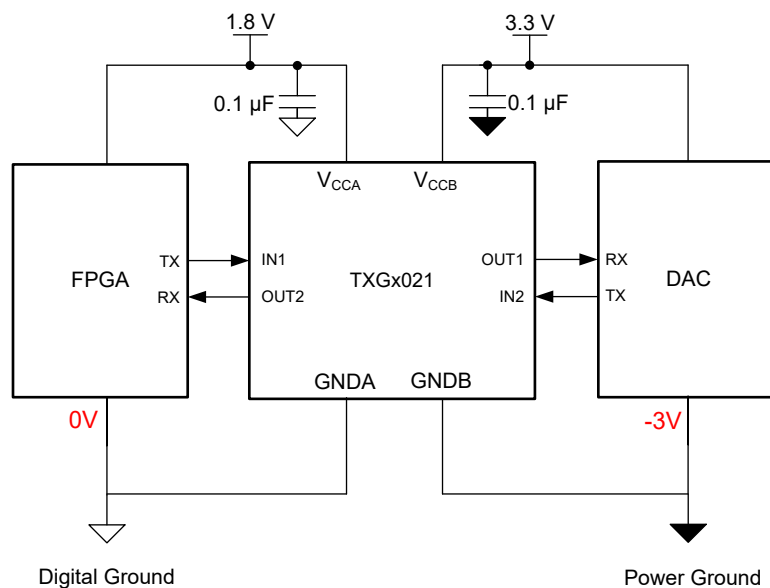 1.8 V
3.3 V
0.1 µF
0.1 µF
VCCA
VCCB
FPGA
TX
RX
IN1
OUT2
TXGx021
OUT1
IN2
RX
TX
DAC
GNDA
GNDB
0V
-3V
Digital Ground
Power Ground